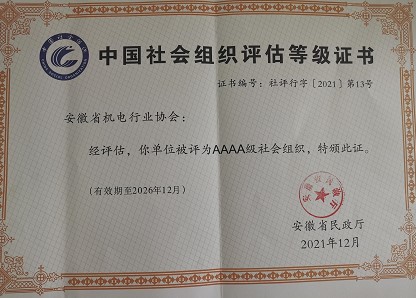 中国社会组织评估等级证书
证书编号：社评行字［2021］第13号
安徽省机电行业协会：
经评估，你单位被评为AAAA级社会组织，特颁此证。
（有效期至2026年12月）
安徽省民政厅
2021年12月